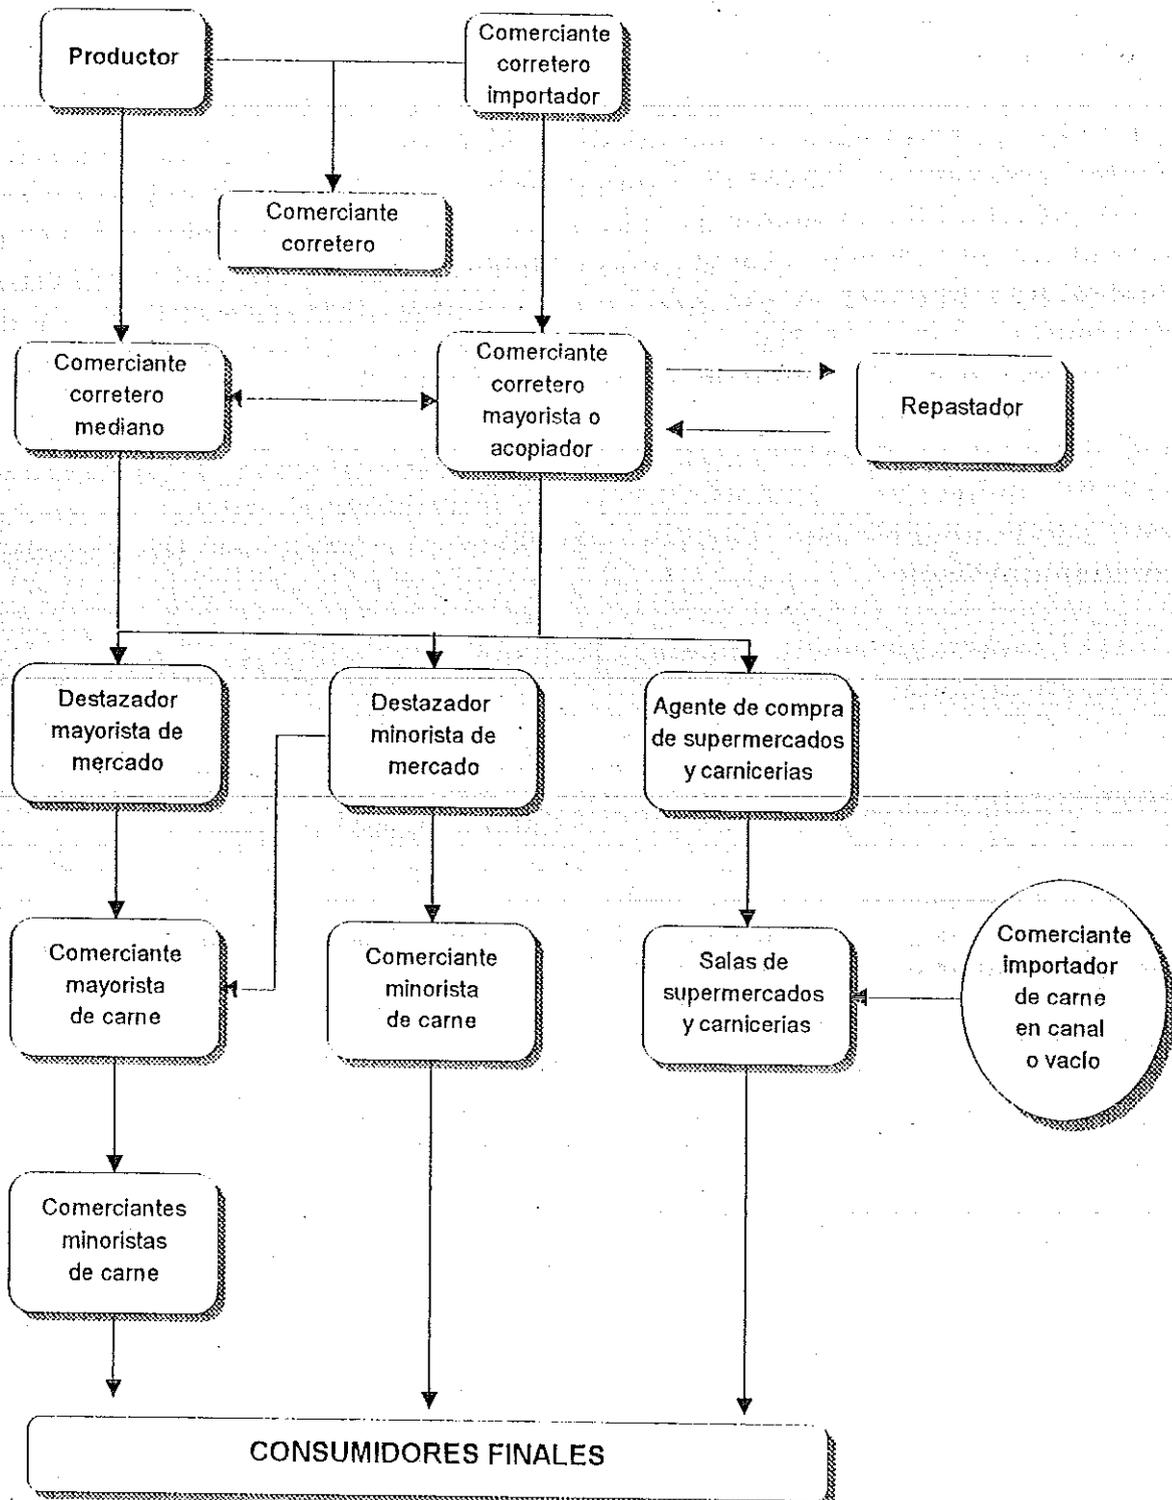 Productor
Comerciante
corretero
importador
Comerciante
corretero
Comerciante
corretero
mediano
Comerciante
corretero
mayorista o
acopiador
Repastador
Destazador
mayorista de
mercado
Destazador
minorista de
mercado
Agente de compra
de supermercados
y carnicerias
Comerciante
mayorista
de carne
Comerciante
minorista
de carne
Salas de
supermercados
y carnicerias
Comerciante
importador
de carne
en canal
o vacío
Comerciantes
minoristas
de carne
CONSUMIDORES FINALES